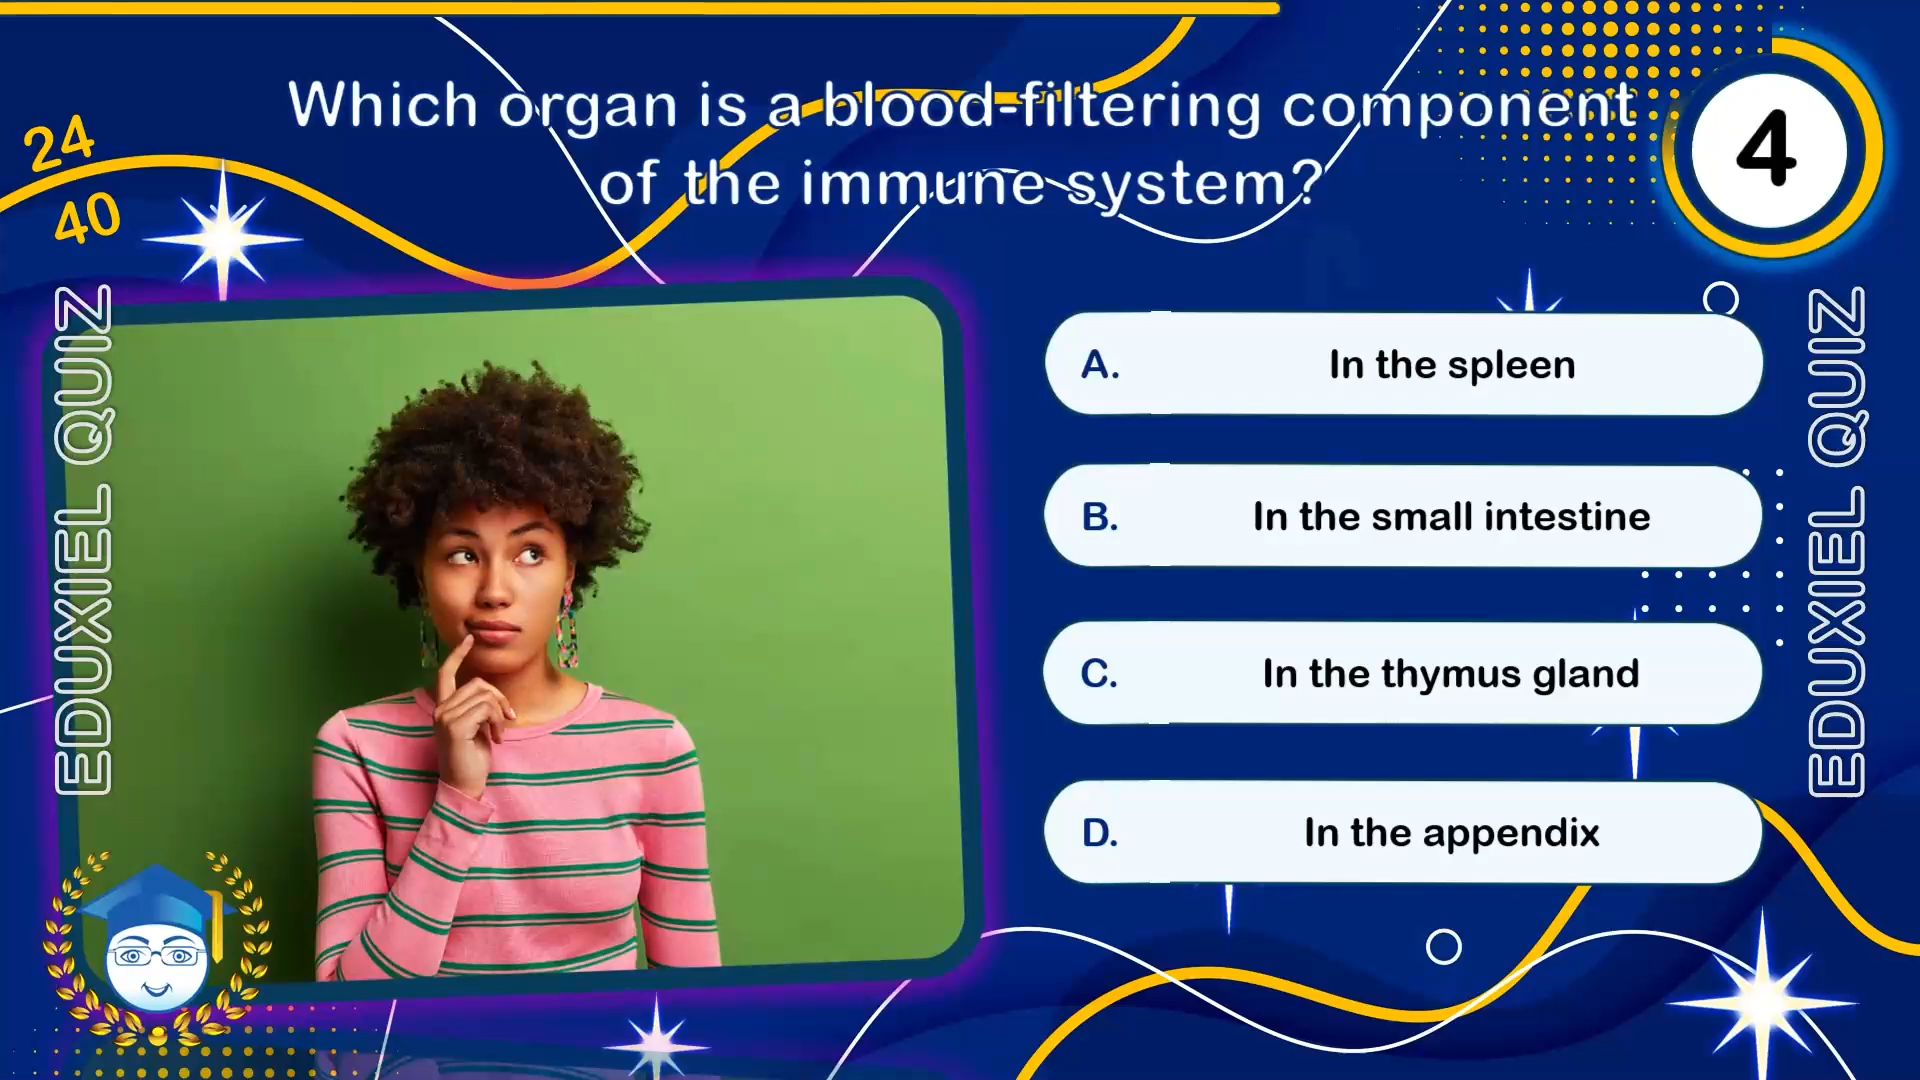 Which organ is a blood-filtering component
of the immune system?
4
24
40
EDUXIEL QUIZ
A. In the spleen
B. In the small intestine
C. In the thymus gland
D. In the appendix
EDUXIEL QUIZ